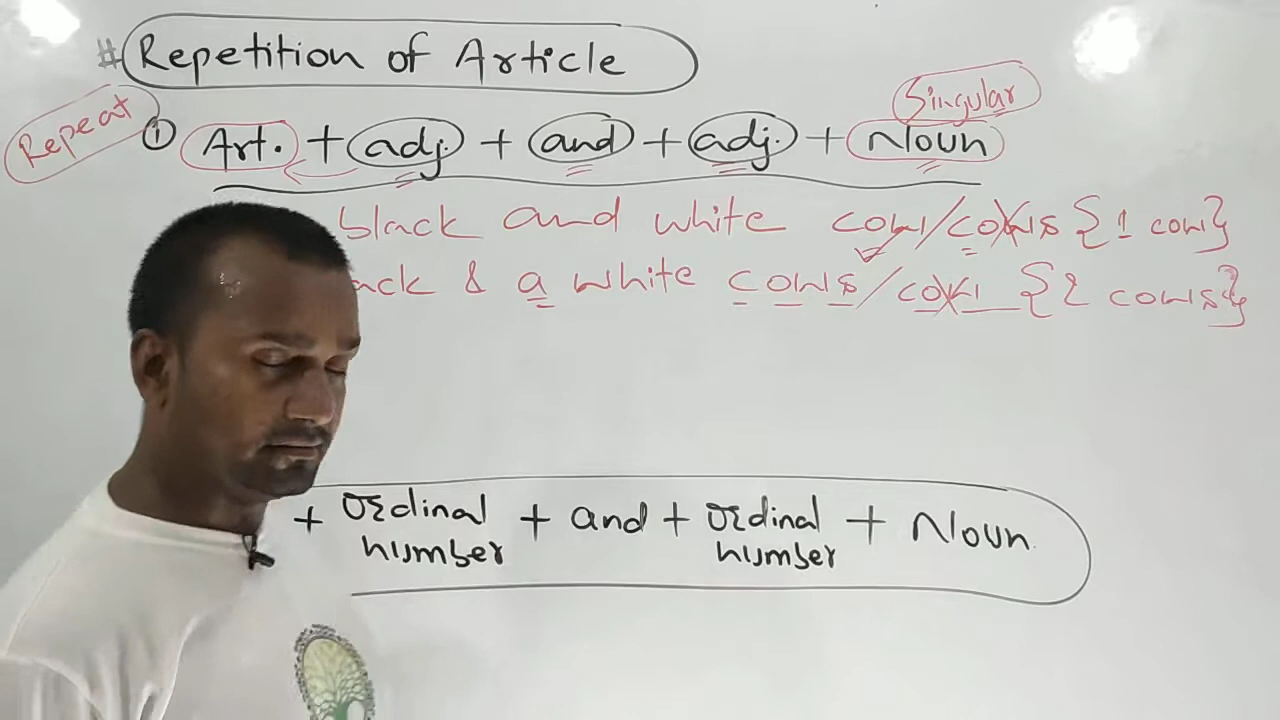 # Repetition of Article
Singular
Repeat
① Art. + adj. + and + adj. + Noun
black and white cow/cows {1 cow}
ack & a white cows/cow {2 cows}
+ ordinal number + and + ordinal number + Noun